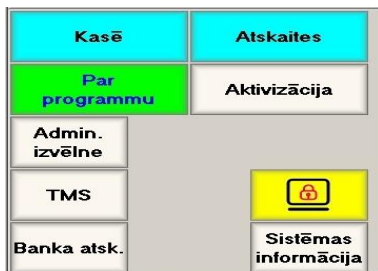 Kasē
Atskaites
Par
programmu
Aktivizācija
Admin.
izvēlne
TMS
Banka atsk.
Sistēmas
informācija